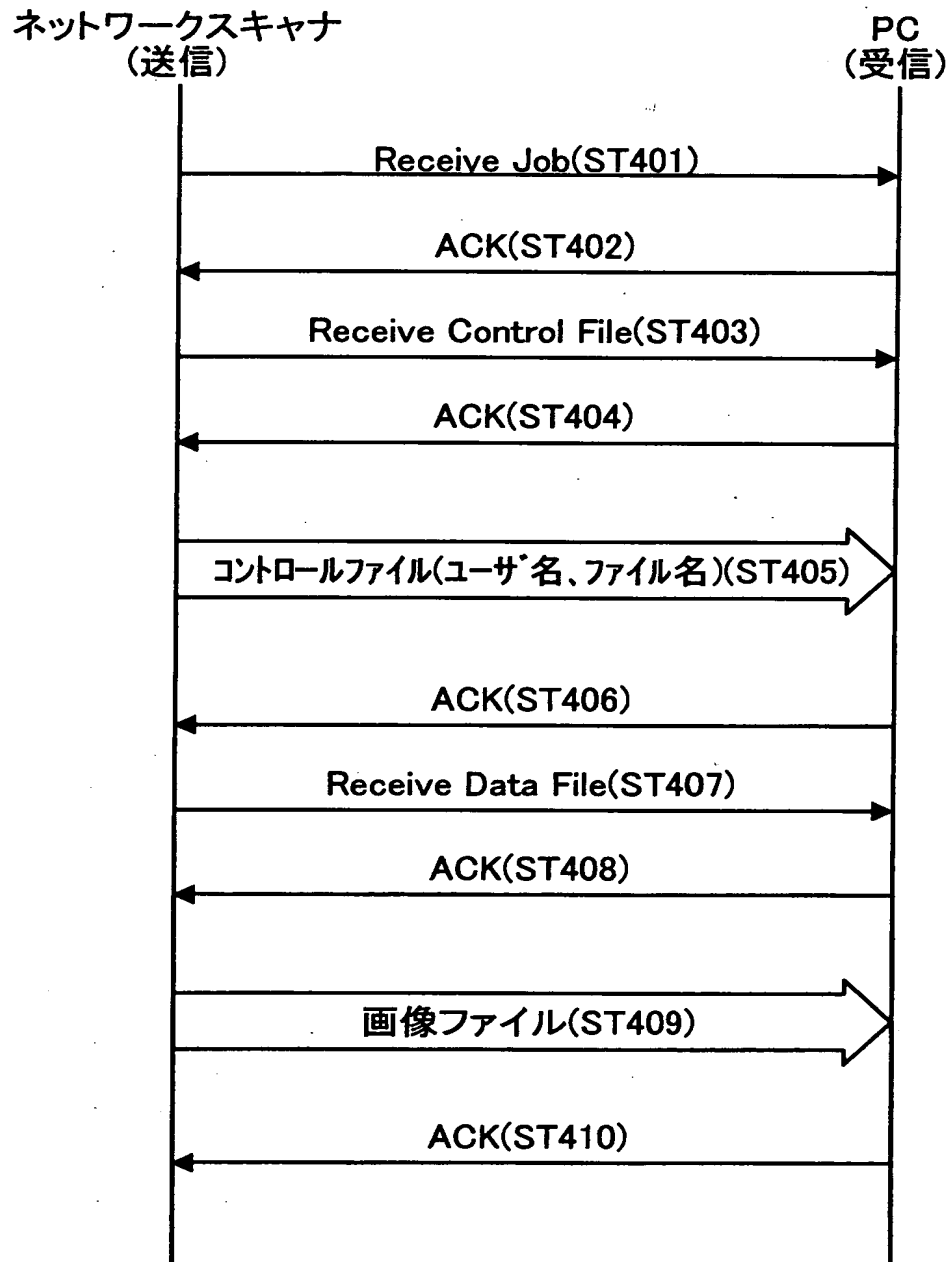 ネットワークスキャナ
(送信)
PC
(受信)
Receive Job(ST401)
ACK(ST402)
Receive Control File(ST403)
ACK(ST404)
コントロールファイル(ユーザ名、ファイル名)(ST405)
ACK(ST406)
Receive Data File(ST407)
ACK(ST408)
画像ファイル(ST409)
ACK(ST410)